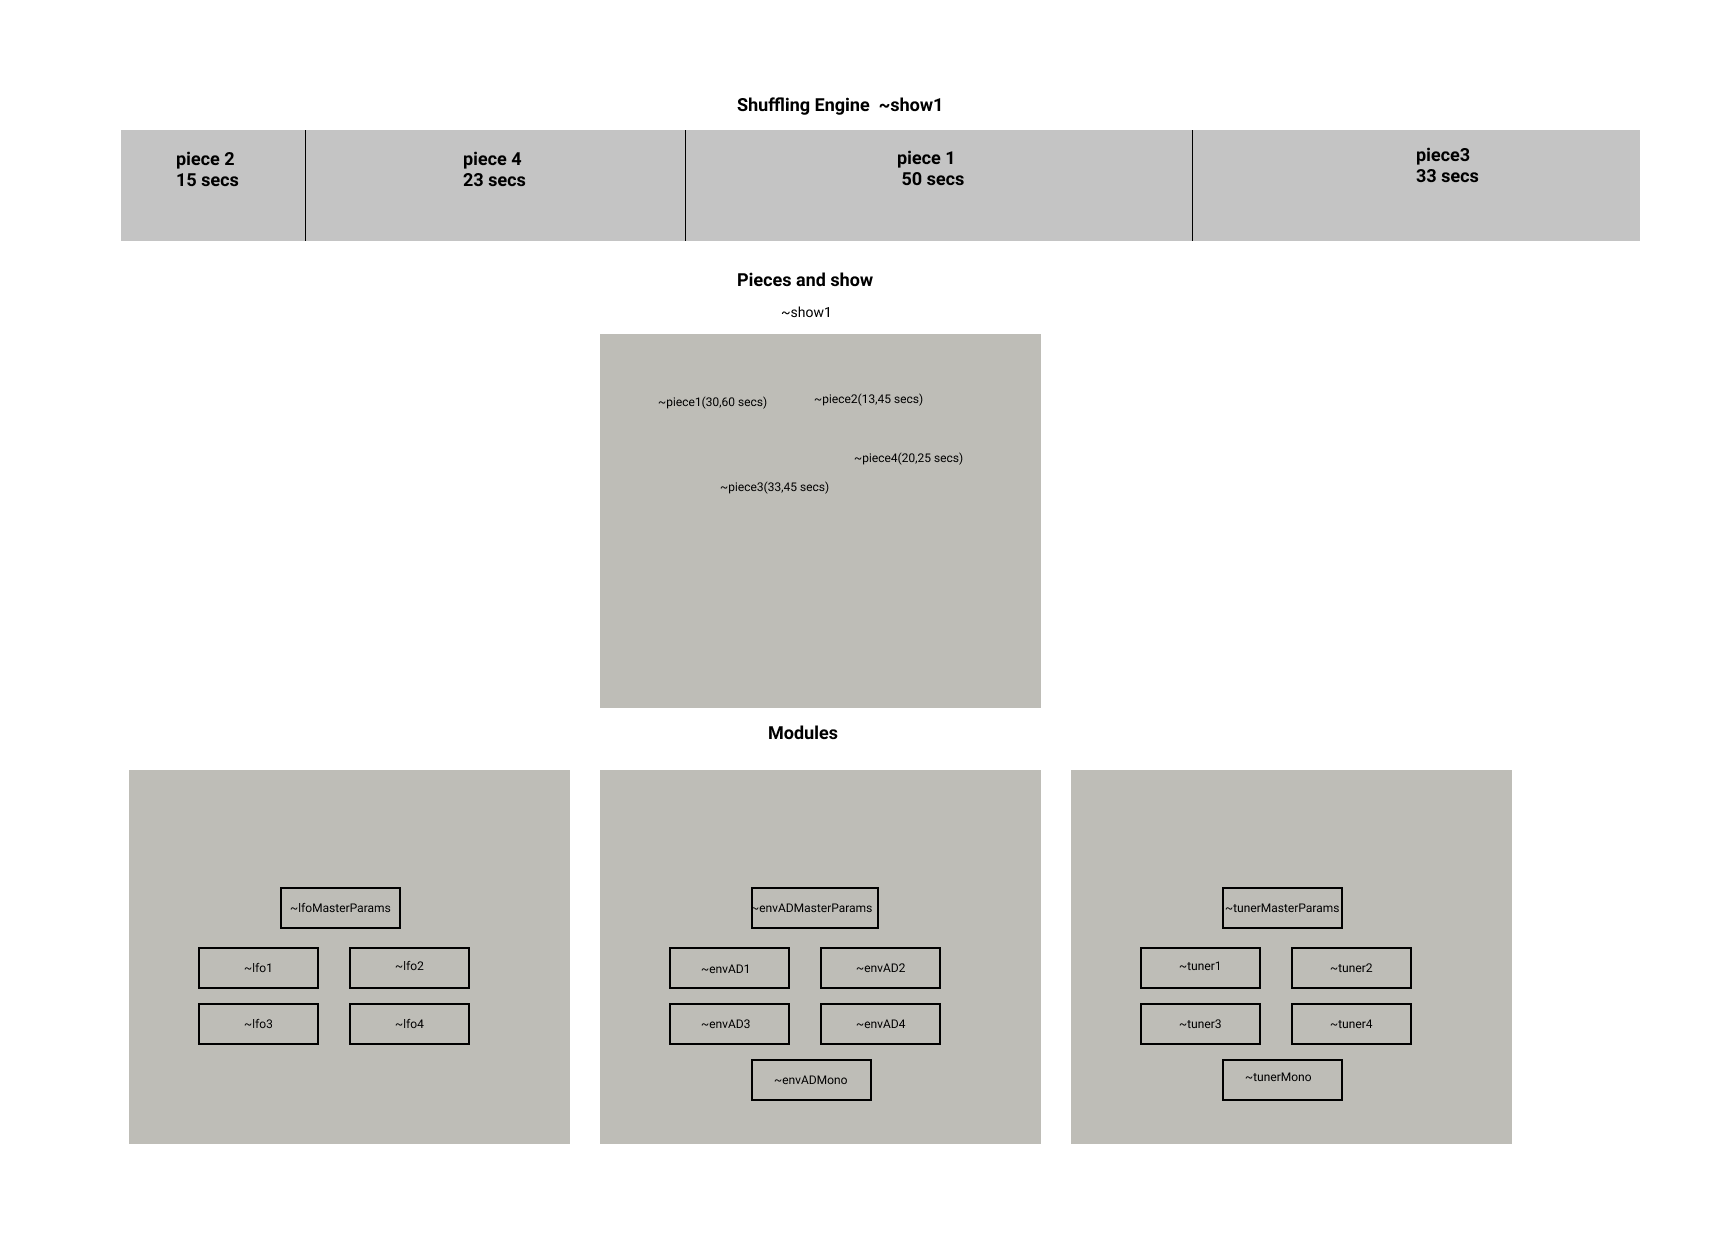 Shuffling Engine  ~show1
piece 2
15 secs
piece 4
23 secs
piece 1
50 secs
piece3
33 secs
Pieces and show
~show1
~piece1(30,60 secs)
~piece2(13,45 secs)
~piece4(20,25 secs)
~piece3(33,45 secs)
Modules
~lfoMasterParams
~lfo1
~lfo2
~lfo3
~lfo4
~envADMasterParams
~envAD1
~envAD2
~envAD3
~envAD4
~envADMono
~tunerMasterParams
~tuner1
~tuner2
~tuner3
~tuner4
~tunerMono